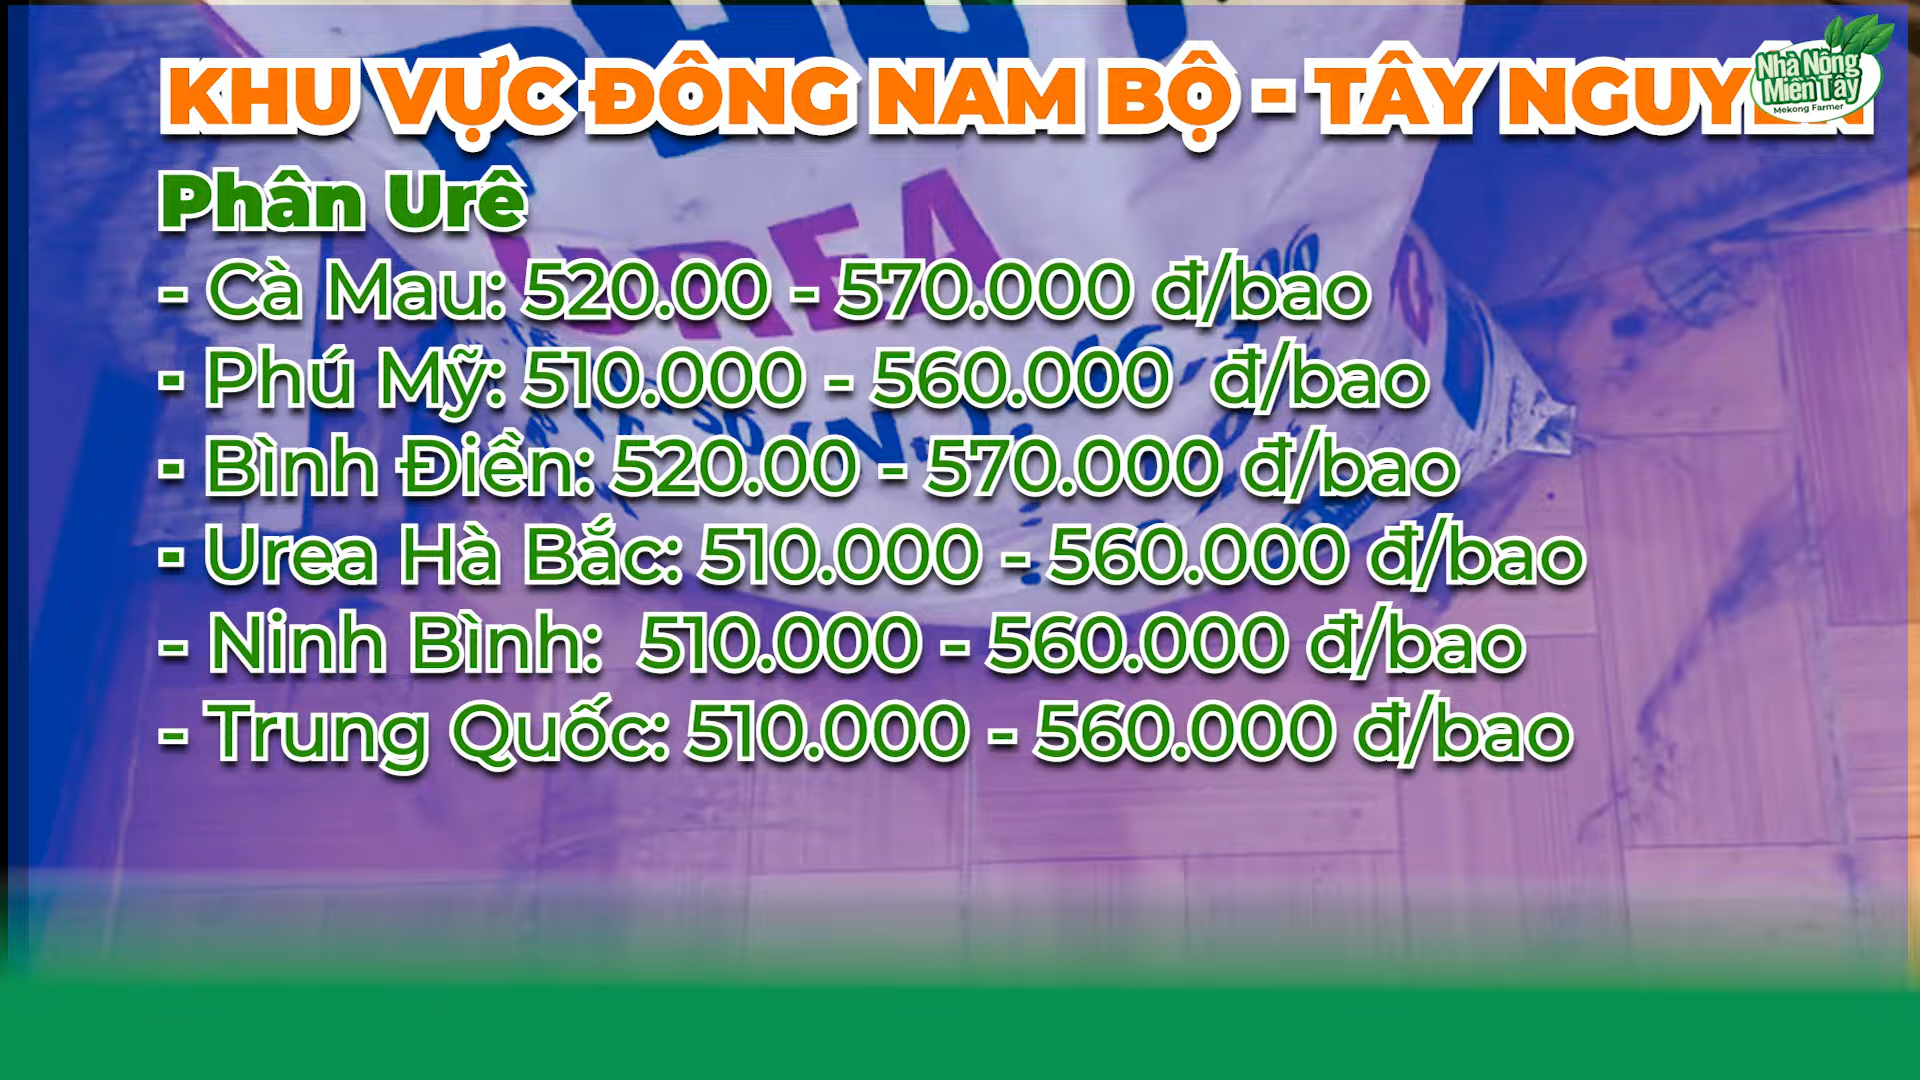 KHU VỰC ĐÔNG NAM BỘ - TÂY
Nhà Nông
Miền Tây
Mekong Farmer
Phân Urê
- Cà Mau: 520.00 - 570.000 đ/bao
- Phú Mỹ: 510.000 - 560.000 đ/bao
- Bình Điền: 520.00 - 570.000 đ/bao
- Urea Hà Bắc: 510.000 - 560.000 đ/bao
- Ninh Bình: 510.000 - 560.000 đ/bao
- Trung Quốc: 510.000 - 560.000 đ/bao
UREA